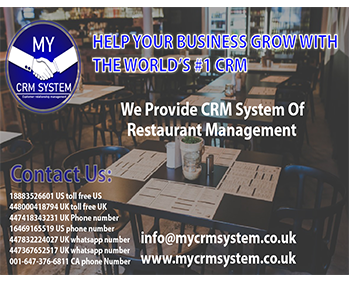 MY
CRM SYSTEM
HELP YOUR BUSINESS GROW WITH
THE WORLD'S #1 CRM
We Provide CRM System Of
Restaurant Management
Contact Us:
18883526601 US toll free US
448000418794 UK toll free UK
447418343231 UK Phone number
16469165519 US phone number
447832224027 UK whatsapp number
447367652517 UK whatsapp number
001-647-376-6811 CA phone Number
info@mycrmsystem.co.uk
www.mycrmsystem.co.uk